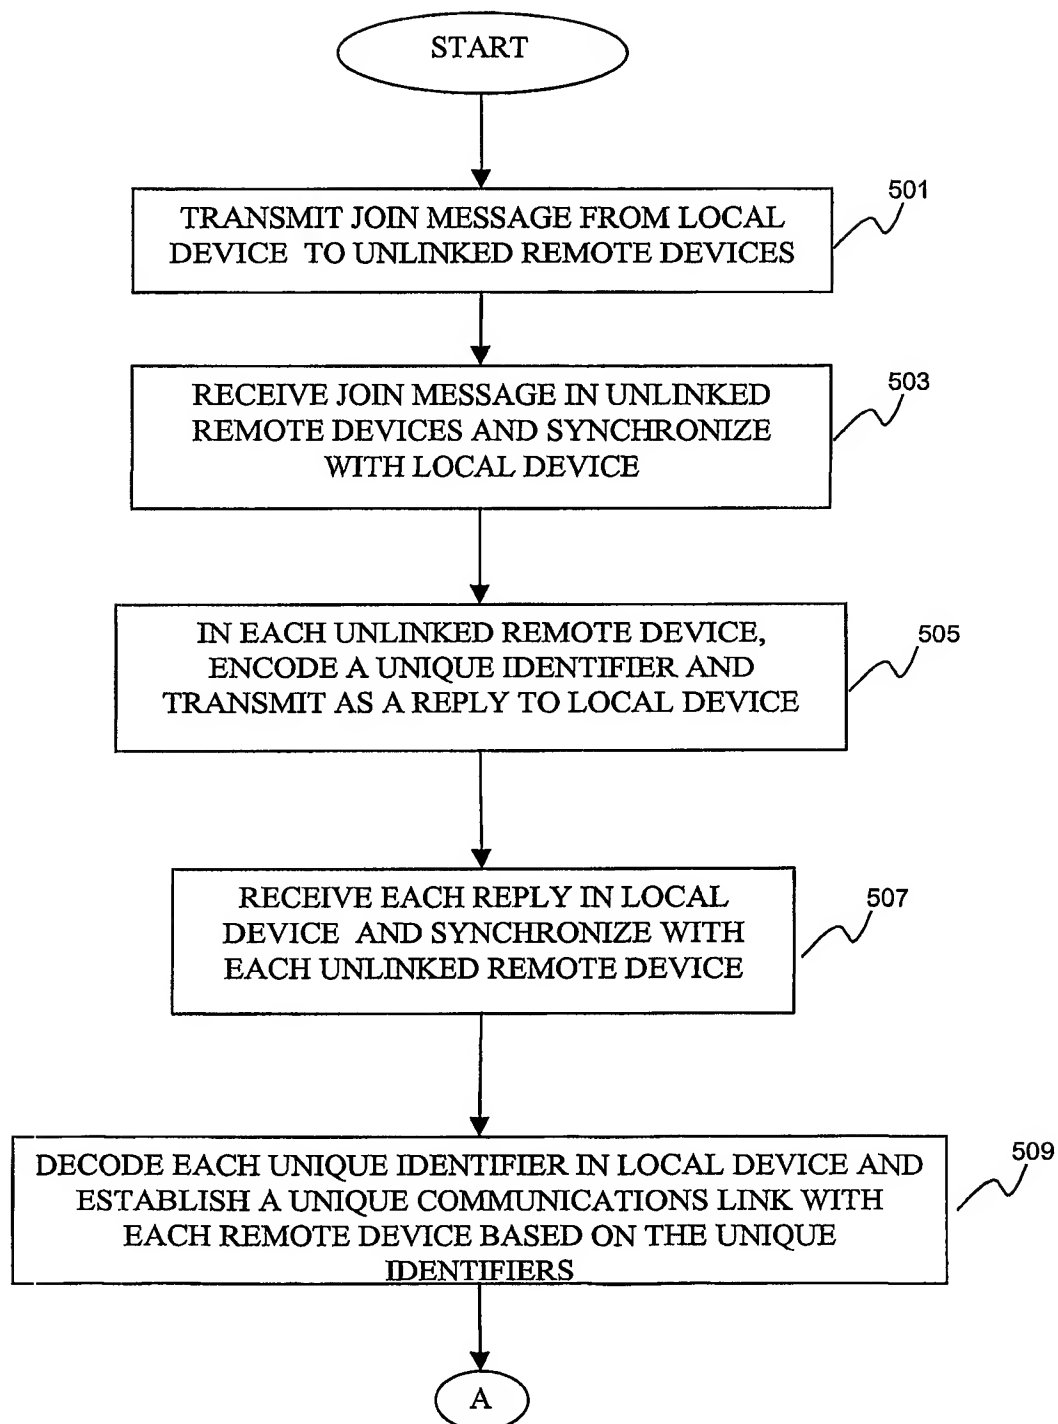 START
501
TRANSMIT JOIN MESSAGE FROM LOCAL
DEVICE TO UNLINKED REMOTE DEVICES
503
RECEIVE JOIN MESSAGE IN UNLINKED
REMOTE DEVICES AND SYNCHRONIZE
WITH LOCAL DEVICE
505
IN EACH UNLINKED REMOTE DEVICE,
ENCODE A UNIQUE IDENTIFIER AND
TRANSMIT AS A REPLY TO LOCAL DEVICE
507
RECEIVE EACH REPLY IN LOCAL
DEVICE AND SYNCHRONIZE WITH
EACH UNLINKED REMOTE DEVICE
509
DECODE EACH UNIQUE IDENTIFIER IN LOCAL DEVICE AND
ESTABLISH A UNIQUE COMMUNICATIONS LINK WITH
EACH REMOTE DEVICE BASED ON THE UNIQUE
IDENTIFIERS
A